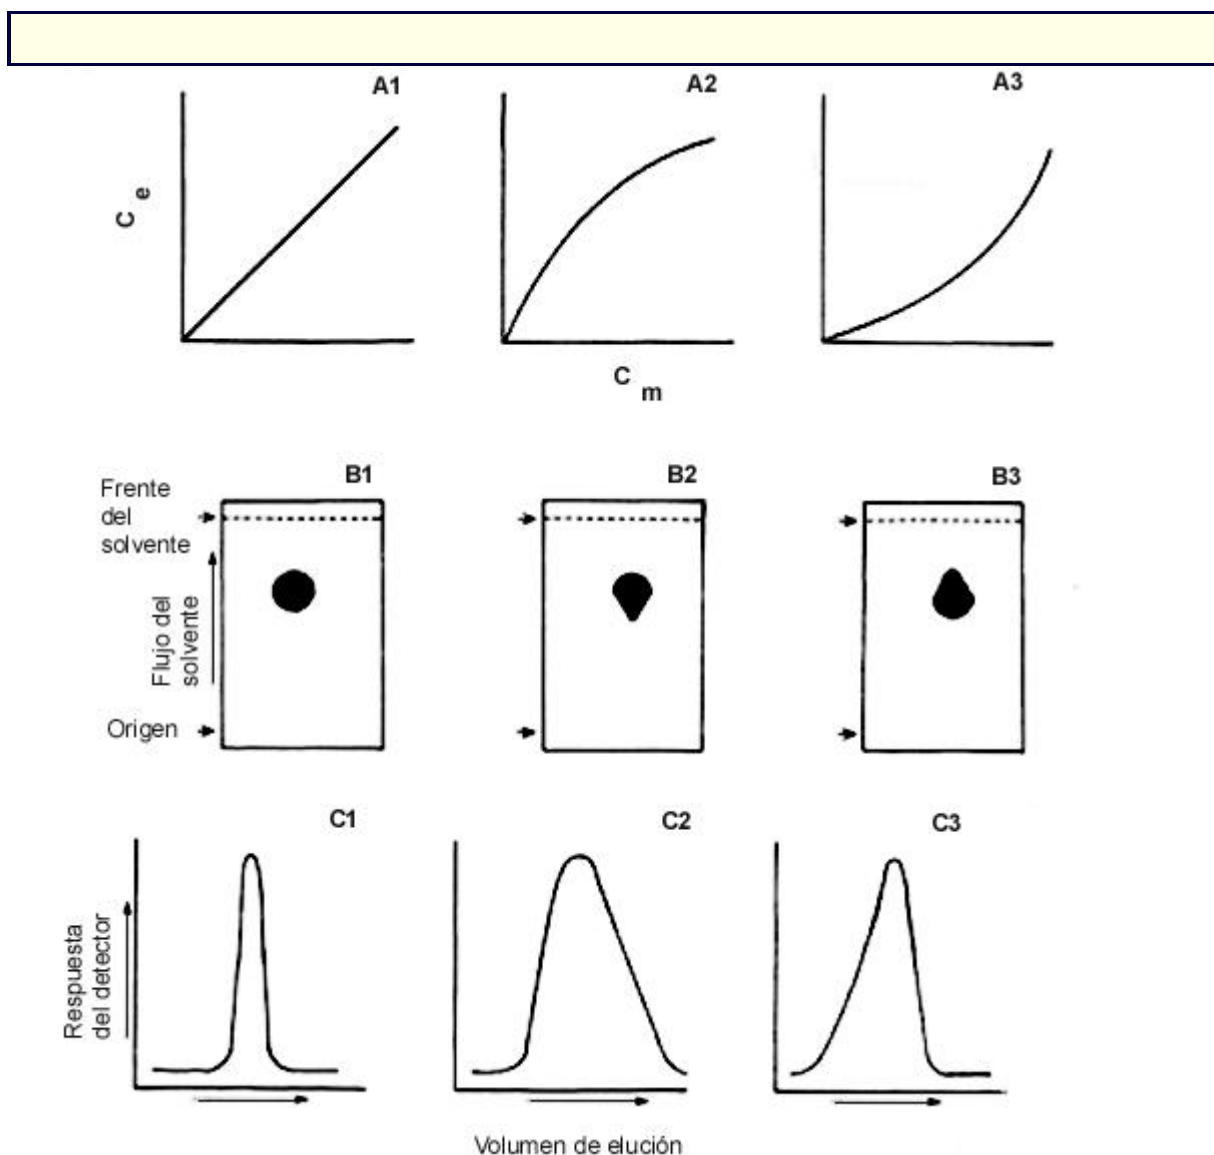 A1
A2
A3
C e
C m
B1
B2
B3
Frente
del
solvente
Flujo del
solvente
Origen
C1
C2
C3
Respuesta
del detector
Volumen de elución